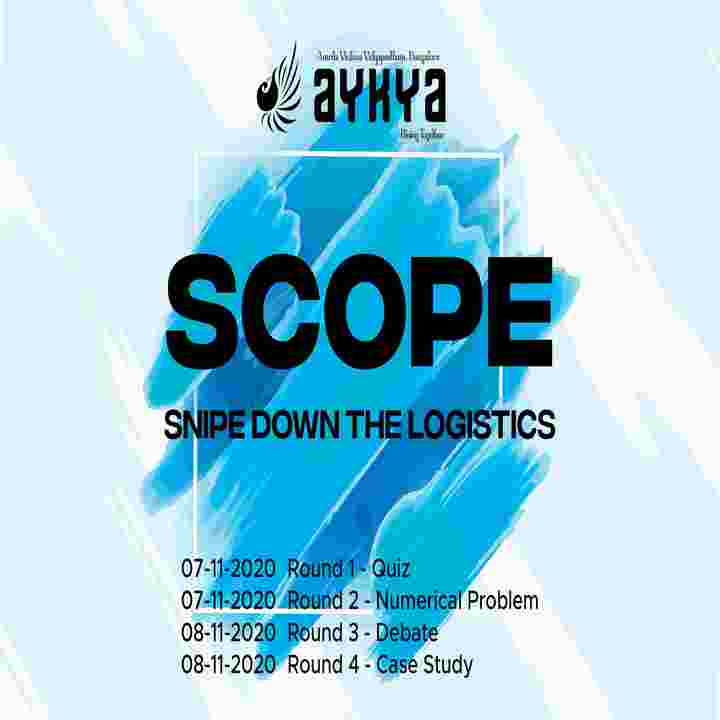 Amrita Vishwa Vidyapeetham, Bangalore
AYKYA
Rising Together
SCOPE
SNIPE DOWN THE LOGISTICS
07-11-2020 Round 1 - Quiz
07-11-2020 Round 2 - Numerical Problem
08-11-2020 Round 3 - Debate
08-11-2020 Round 4 - Case Study